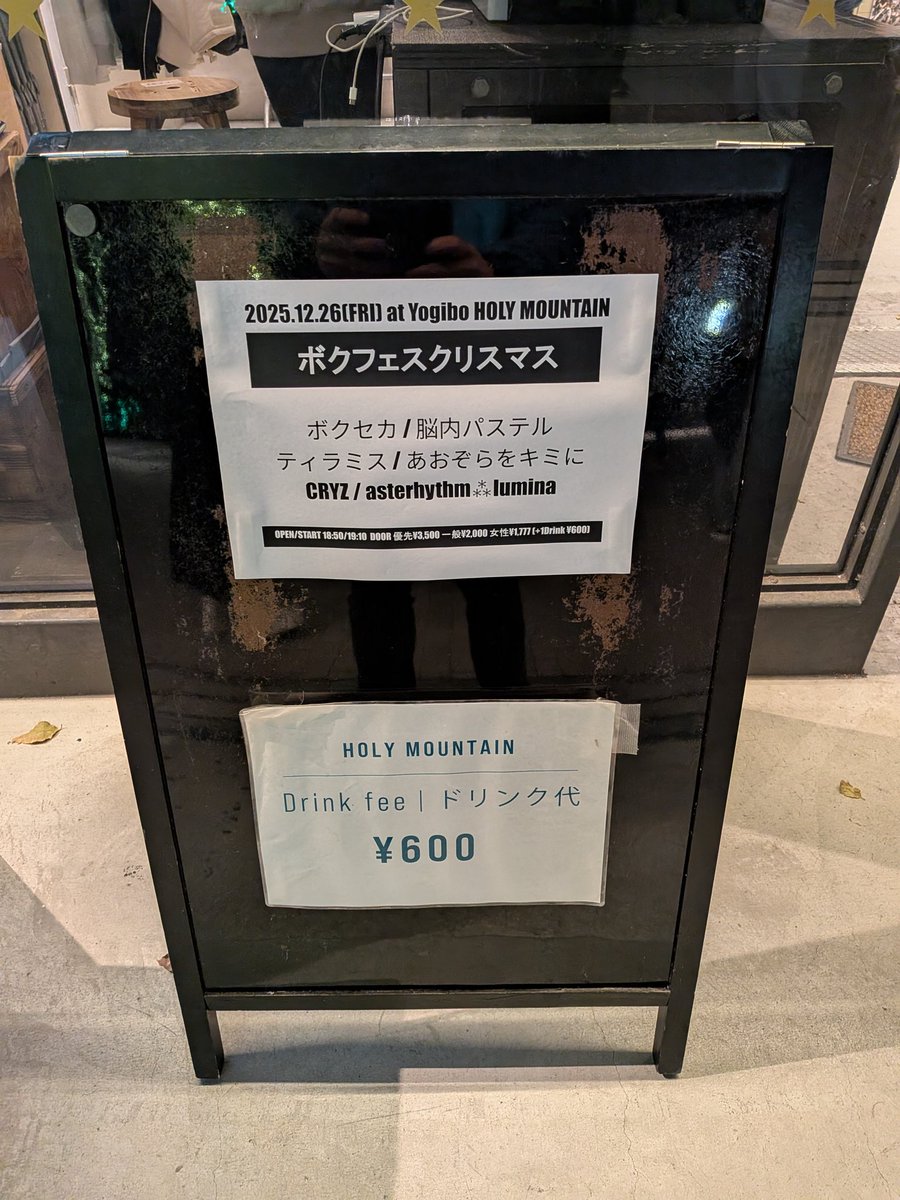 2025.12.26(FRI) at Yogibo HOLY MOUNTAIN
ボクフェスクリスマス
ボクセカ / 脳内パステル
ティラミス / あおぞらをキミに
CRYZ / asterhythm⁂lumina
OPEN/START 18:50/19:10 DOOR 優先¥3,500 一般¥2,000 女性¥1,777 (+1Drink ¥600)
HOLY MOUNTAIN
Drink fee | ドリンク代
¥600